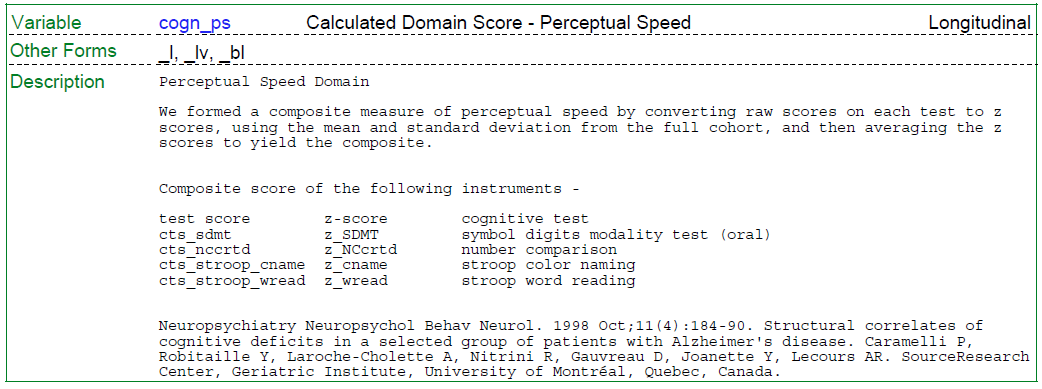 Variable cogn_ps Calculated Domain Score - Perceptual Speed Longitudinal
Other Forms _l, _lv, _bl
Description Perceptual Speed Domain
We formed a composite measure of perceptual speed by converting raw scores on each test to z
scores, using the mean and standard deviation from the full cohort, and then averaging the z
scores to yield the composite.
Composite score of the following instruments -
test score z-score cognitive test
cts_sdmt z_SDMT symbol digits modality test (oral)
cts_nccrtd z_NCcrtd number comparison
cts_stroop_cname z_cname stroop color naming
cts_stroop_wread z_wread stroop word reading
Neuropsychiatry Neuropsychol Behav Neurol. 1998 Oct;11(4):184-90. Structural correlates of
cognitive deficits in a selected group of patients with Alzheimer's disease. Caramelli P,
Robitaille Y, Laroche-Cholette A, Nitrini R, Gauvreau D, Joanette Y, Lecours AR. SourceResearch
Center, Geriatric Institute, University of Montréal, Quebec, Canada.